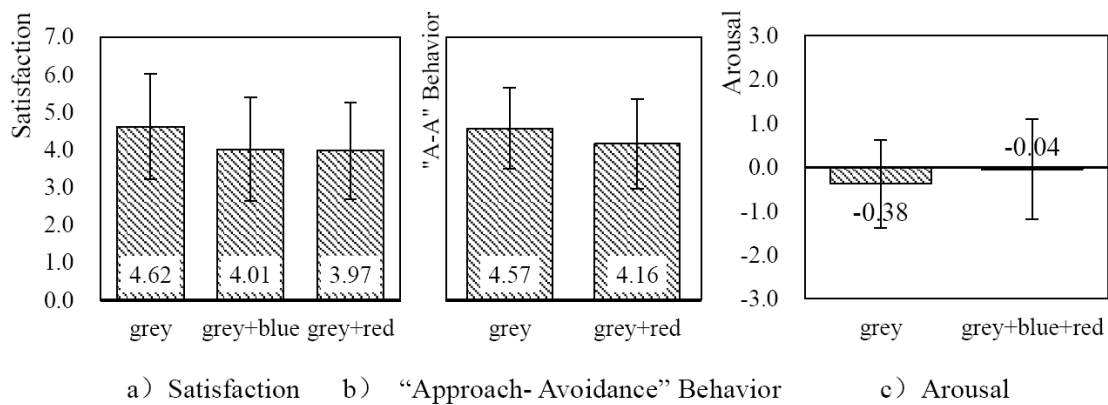 Satisfaction
7.0
6.0
5.0
4.0
3.0
2.0
1.0
0.0
4.62
4.01
3.97
grey
grey+blue
grey+red
"A-A" Behavior
4.57
4.16
grey
grey+red
Arousal
3.0
2.0
1.0
0.0
-1.0
-2.0
-3.0
-0.38
-0.04
grey
grey+blue+red
a）Satisfaction
b） “Approach- Avoidance” Behavior
c）Arousal